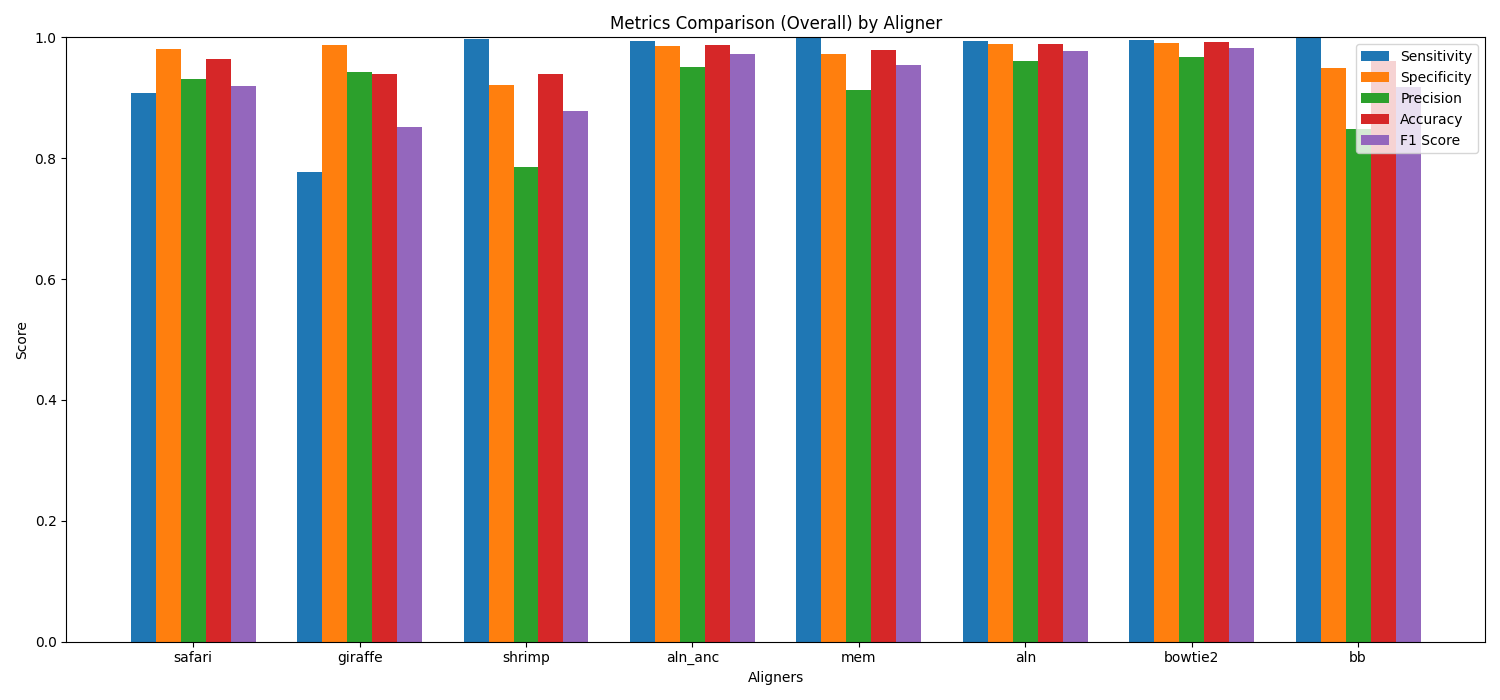 Metrics Comparison (Overall) by Aligner
Score
1.0
0.8
0.6
0.4
0.2
0.0
Sensitivity
Specificity
Precision
Accuracy
F1 Score
safari
giraffe
shrimp
aln_anc
mem
aln
bowtie2
bb
Aligners